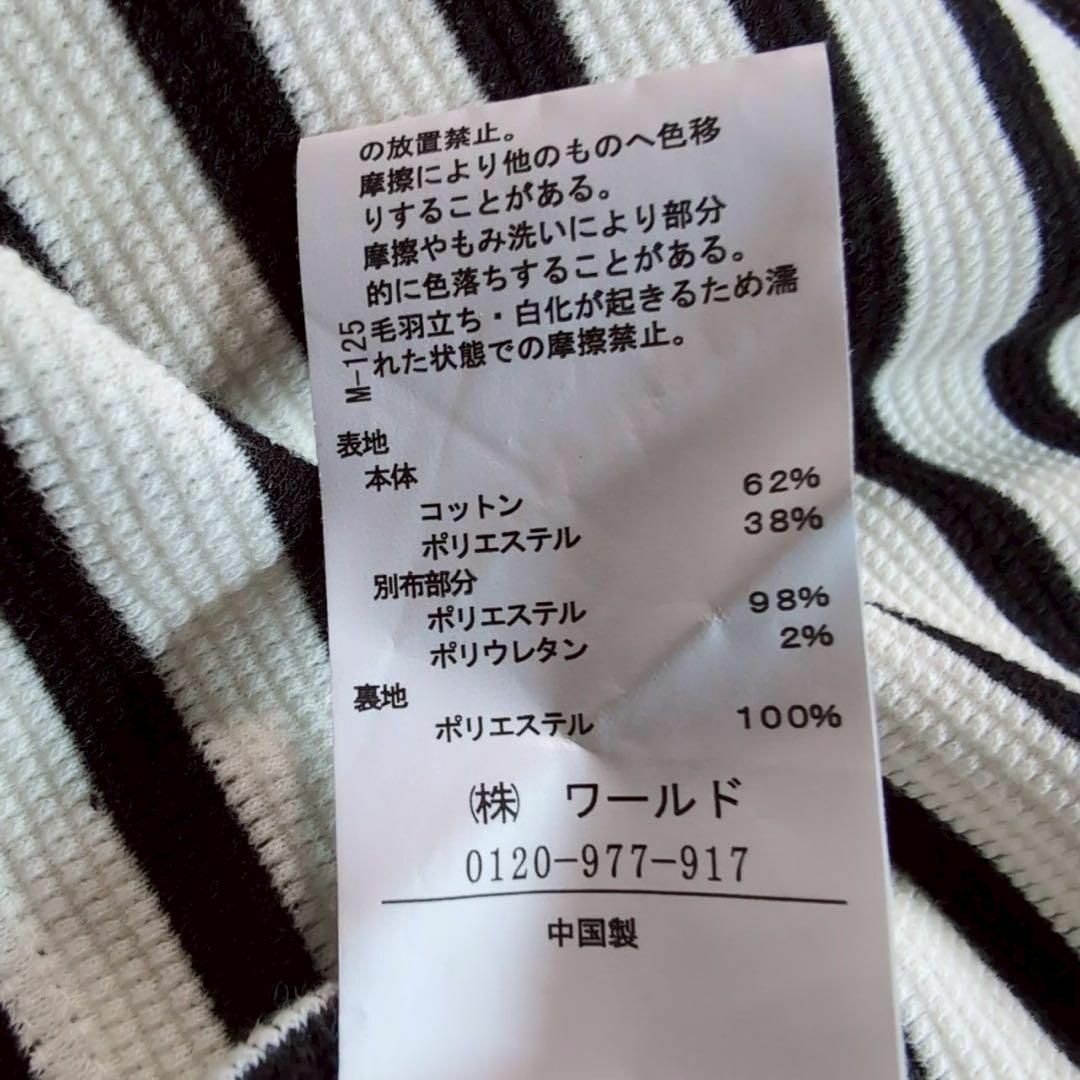 の放置禁止。
摩擦により他のものへ色移
りすることがある。
摩擦やもみ洗いにより部分
的に色落ちすることがある。
毛羽立ち・白化が起きるため濡
れた状態での摩擦禁止。
M-125
表地
本体
コットン 62%
ポリエステル 38%
別布部分
ポリエステル 98%
ポリウレタン 2%
裏地
ポリエステル 100%
㈱ ワールド
0120-977-917
中国製